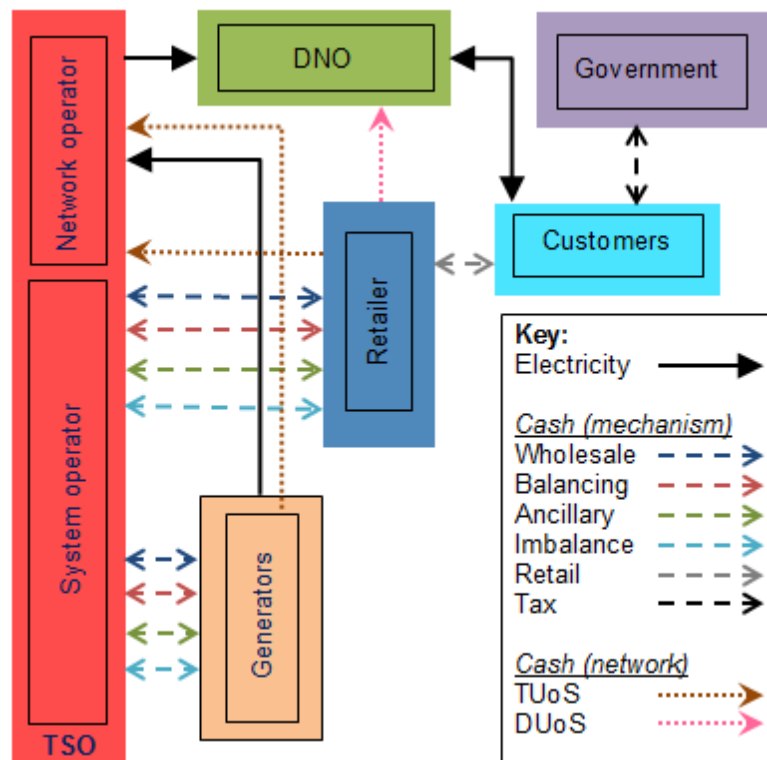 DNO
Government
Network operator
Customers
Retailer
System operator
Generators
TSO
Key:
Electricity
Cash (mechanism)
Wholesale
Balancing
Ancillary
Imbalance
Retail
Tax
Cash (network)
TUoS
DUoS